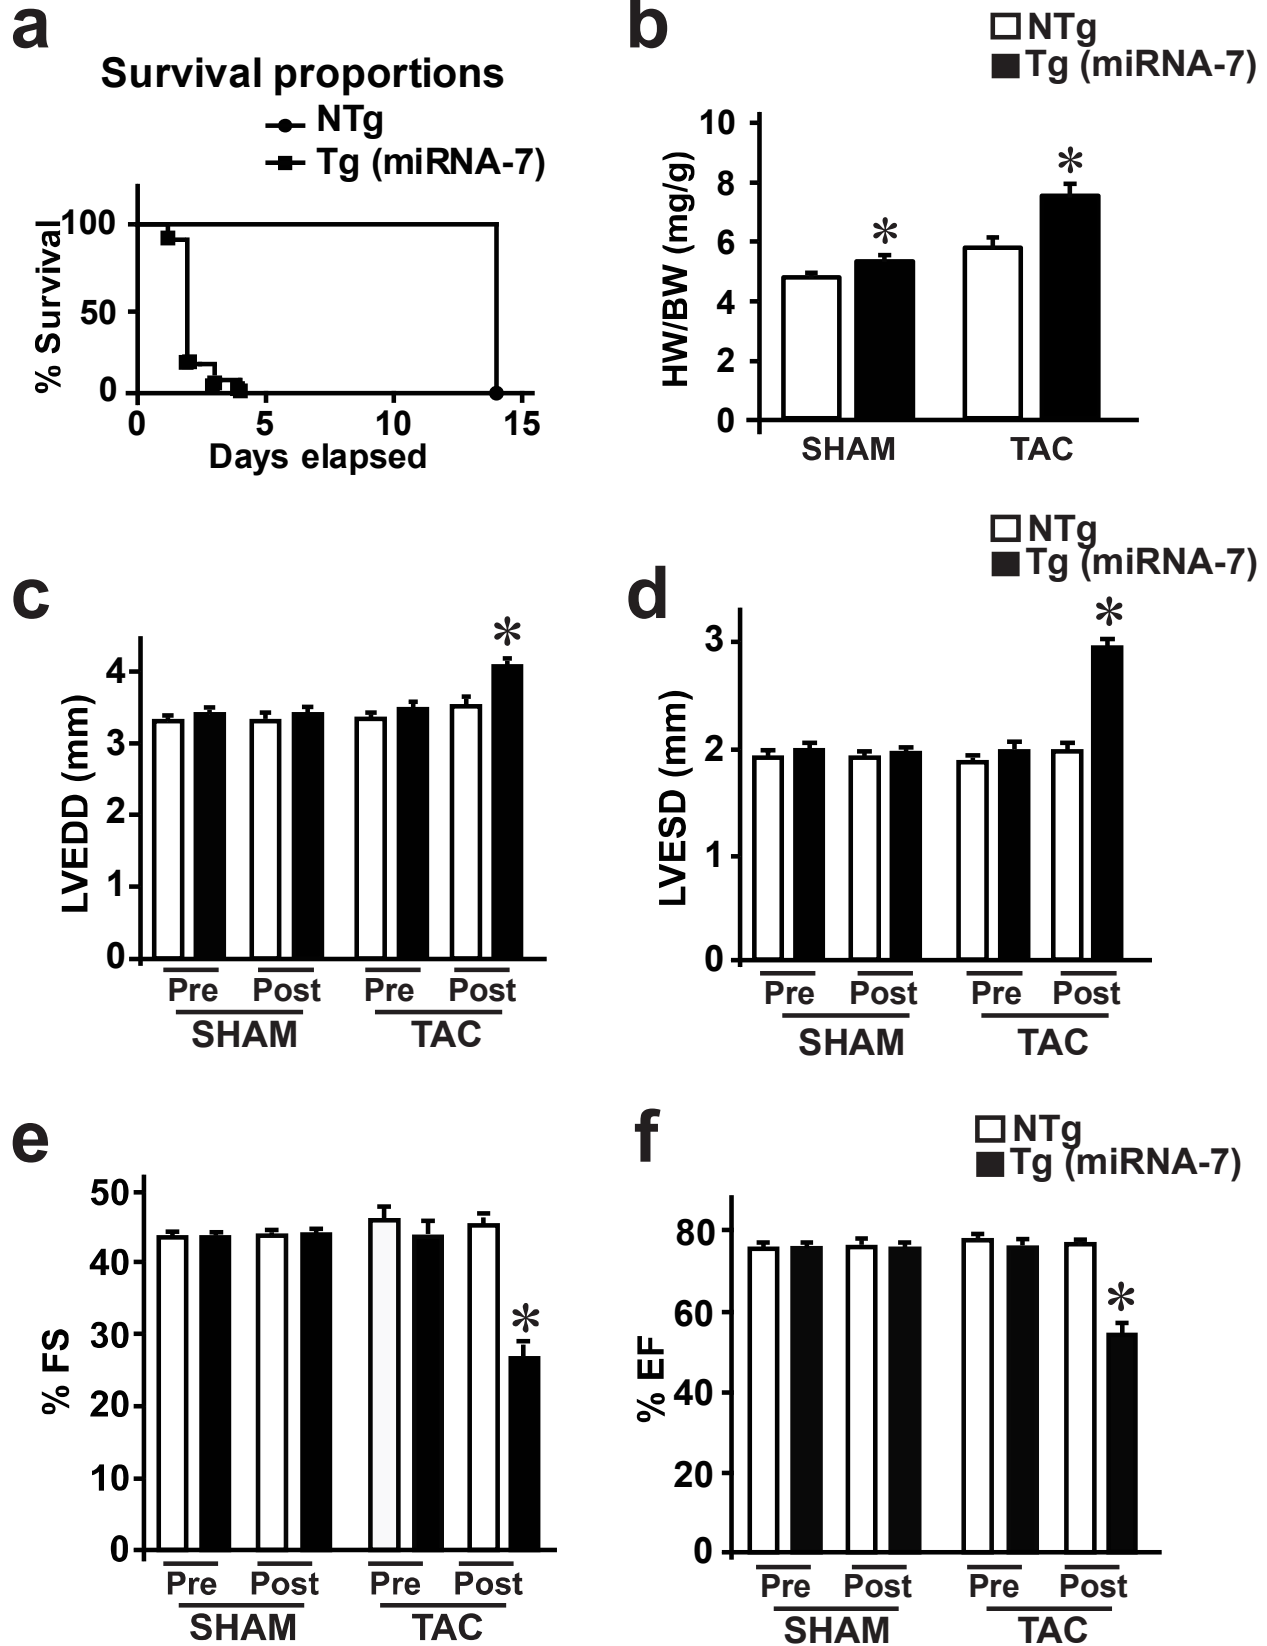 a
Survival proportions
NTg
Tg (miRNA-7)
% Survival
100
50
0
0 5 10 15
Days elapsed
b
NTg
Tg (miRNA-7)
HW/BW (mg/g)
10
8
6
4
2
0
* *
SHAM TAC
c
LVEDD (mm)
4
3
2
1
0
*
Pre Post Pre Post
SHAM TAC
d
NTg
Tg (miRNA-7)
LVESD (mm)
3
2
1
0
*
Pre Post Pre Post
SHAM TAC
e
% FS
50
40
30
20
10
0
*
Pre Post Pre Post
SHAM TAC
f
NTg
Tg (miRNA-7)
% EF
80
60
40
20
0
*
Pre Post Pre Post
SHAM TAC